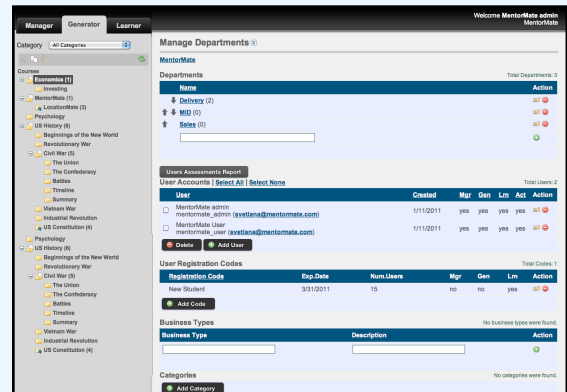 Welcome MentorMate admin
MentorMate
Manager Generator Learner
Category All Categories
Courses
Economics (1)
Investing
MentorMate (1)
LocationMate (3)
Psychology
US History (6)
Beginnings of the New World
Revolutionary War
Civil War (5)
The Union
The Confederacy
Battles
Timeline
Summary
Vietnam War
Industrial Revolution
US Constitution (4)
Psychology
US History (6)
Beginnings of the New World
Revolutionary War
Civil War (5)
The Union
The Confederacy
Battles
Timeline
Summary
Vietnam War
Industrial Revolution
US Constitution (4)
Manage Departments
MentorMate
Departments Total Departments: 3
Name Action
Delivery (2)
MID (0)
Sales (0)
Users Assessments Report
User Accounts | Select All | Select None Total Users: 2
User Created Mgr Gen Lrn Act Action
MentorMate admin
mentormate_admin (svetlana@mentormate.com) 1/11/2011 yes yes yes yes
MentorMate User
mentormate_user (svetlana@mentormate.com) 1/11/2011 yes yes yes yes
Delete Add User
User Registration Codes Total Codes: 1
Registration Code Exp.Date Num.Users Mgr Gen Lrn Action
New Student 3/31/2011 15 no no yes
Add Code
Business Types No business types were found.
Business Type Description Action
Categories No categories were found.
Add Category